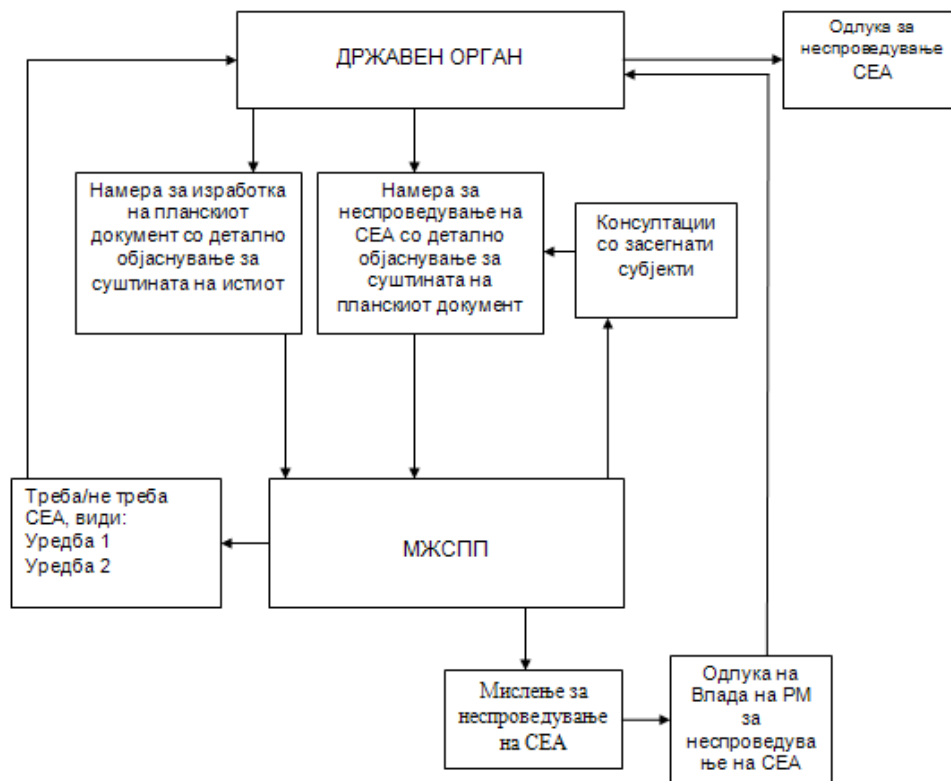 ДРЖАВЕН ОРГАН
Одлука за
неспроведување
СЕА
Намера за изработка
на планскиот
документ со детално
објаснување за
суштината на истиот
Намера за
неспроведување на
СЕА со детално
објаснување за
суштината на
планскиот документ
Консултации
со засегнати
субјекти
Треба/не треба
СЕА, види:
Уредба 1
Уредба 2
МЖСПП
Мислење за
неспроведување
на СЕА
Одлука на
Влада на РМ
за
неспроведува
ње на СЕА